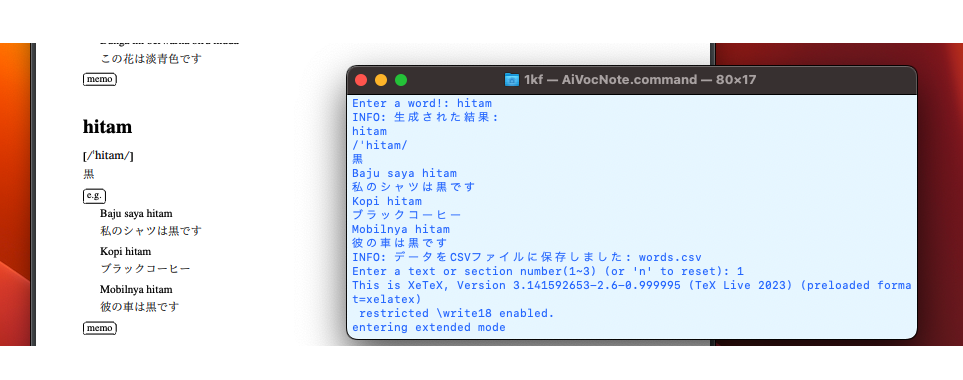 この花は淡青色です
memo
hitam
[/ˈhitam/]
黒
e.g.
Baju saya hitam
私のシャツは黒です
Kopi hitam
ブラックコーヒー
Mobilnya hitam
彼の車は黒です
memo
1kf — AiVocNote.command — 80×17
Enter a word!: hitam
INFO: 生成された結果:
hitam
/ˈhitam/
黒
Baju saya hitam
私のシャツは黒です
Kopi hitam
ブラックコーヒー
Mobilnya hitam
彼の車は黒です
INFO: データをCSVファイルに保存しました: words.csv
Enter a text or section number(1~3) (or 'n' to reset): 1
This is XeTeX, Version 3.141592653-2.6-0.999995 (TeX Live 2023) (preloaded forma
t=xelatex)
 restricted \write18 enabled.
entering extended mode